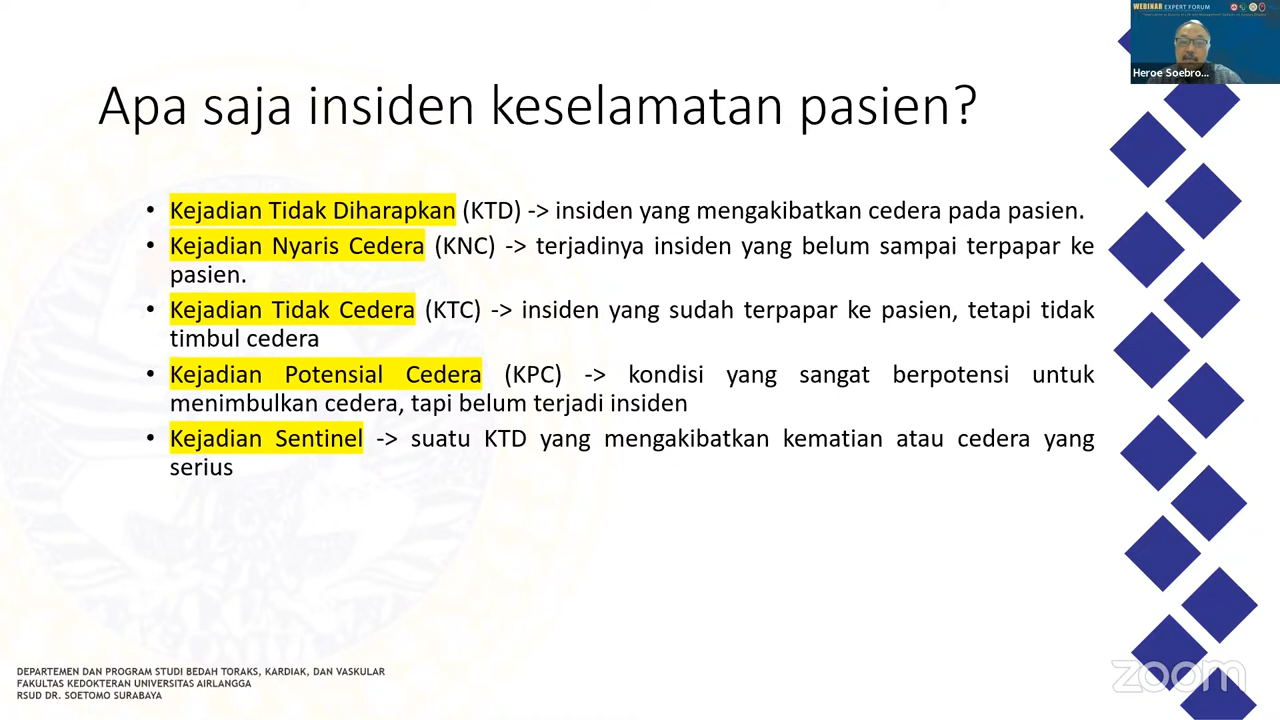 WEBINAR EXPERT FORUM
Heroe Soebro...
Apa saja insiden keselamatan pasien?
• Kejadian Tidak Diharapkan (KTD) -> insiden yang mengakibatkan cedera pada pasien.
• Kejadian Nyaris Cedera (KNC) -> terjadinya insiden yang belum sampai terpapar ke
pasien.
• Kejadian Tidak Cedera (KTC) -> insiden yang sudah terpapar ke pasien, tetapi tidak
timbul cedera
• Kejadian Potensial Cedera (KPC) -> kondisi yang sangat berpotensi untuk
menimbulkan cedera, tapi belum terjadi insiden
• Kejadian Sentinel -> suatu KTD yang mengakibatkan kematian atau cedera yang
serius
DEPARTEMEN DAN PROGRAM STUDI BEDAH TORAKS, KARDIAK, DAN VASKULAR
FAKULTAS KEDOKTERAN UNIVERSITAS AIRLANGGA
RSUD DR. SOETOMO SURABAYA
zoom